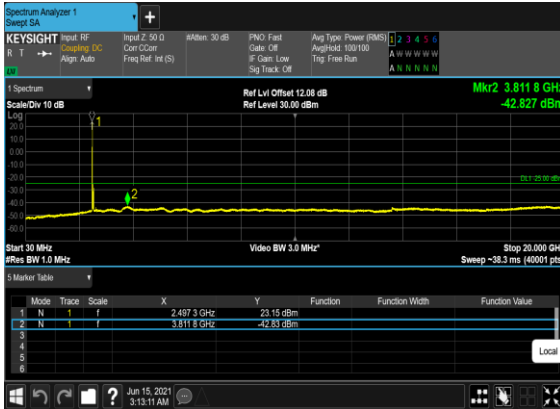 Spectrum Analyzer 1
Swept SA
+
KEYSIGHT Input: RF Input Z: 50 Ω #Atten: 30 dB PNO: Fast Avg Type: Power (RMS) 1 2 3 4 5 6
R T Coupling: DC Corr CCorr Gate: Off Avg|Hold: 100/100 A W W W W W
Align: Auto Freq Ref: Int (S) IF Gain: Low Trig: Free Run
Sig Track: Off A N N N N N
1 Spectrum Ref Lvl Offset 12.08 dB Mkr2 3.811 8 GHz
Scale/Div 10 dB Ref Level 30.00 dBm -42.827 dBm
Log
20.0
10.0
0.00
-10.0
-20.0
-30.0
-40.0
-50.0
-60.0
1
2
Start 30 MHz Video BW 3.0 MHz* Stop 20.000 GH
#Res BW 1.0 MHz Sweep ~38.3 ms (40001 pts
5 Marker Table
Mode Trace Scale X Y Function Function Width Function Value
1 N 1 f 2.497 3 GHz 23.15 dBm
2 N 1 f 3.811 8 GHz -42.83 dBm
3
4
5
6
Local
? Jun 15, 2021
3:13:11 AM